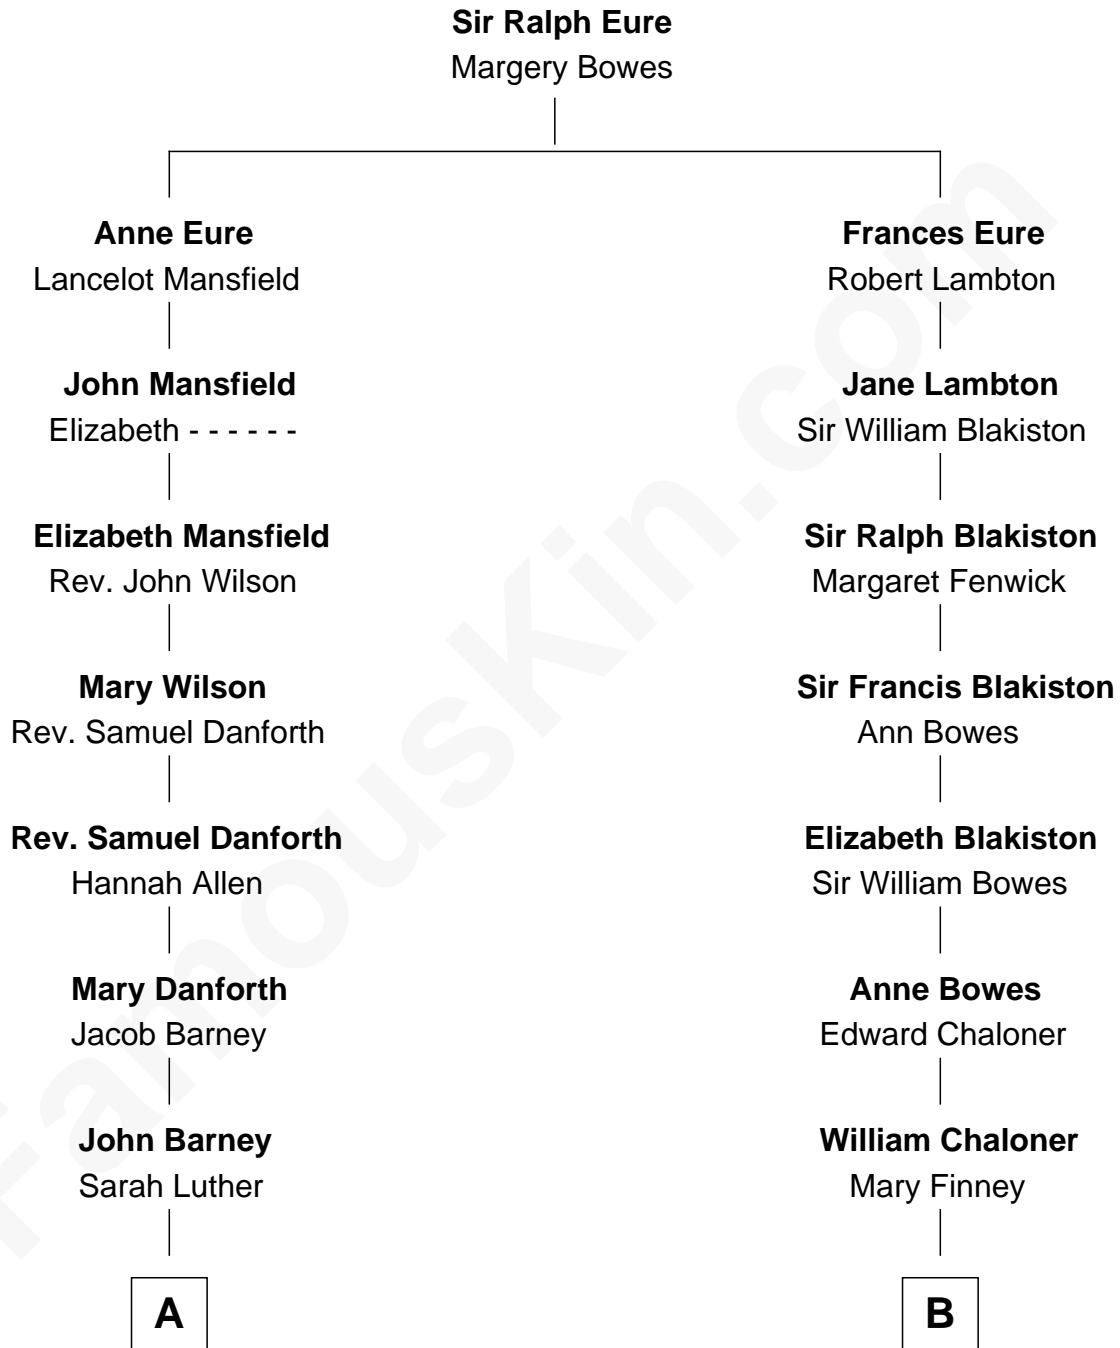 Sir Ralph Eure
Margery Bowes
Anne Eure
Lancelot Mansfield
John Mansfield
Elizabeth - - - - - -
Elizabeth Mansfield
Rev. John Wilson
Mary Wilson
Rev. Samuel Danforth
Rev. Samuel Danforth
Hannah Allen
Mary Danforth
Jacob Barney
John Barney
Sarah Luther
A
Frances Eure
Robert Lambton
Jane Lambton
Sir William Blakiston
Sir Ralph Blakiston
Margaret Fenwick
Sir Francis Blakiston
Ann Bowes
Elizabeth Blakiston
Sir William Bowes
Anne Bowes
Edward Chaloner
William Chaloner
Mary Finney
B
FamousKin.com